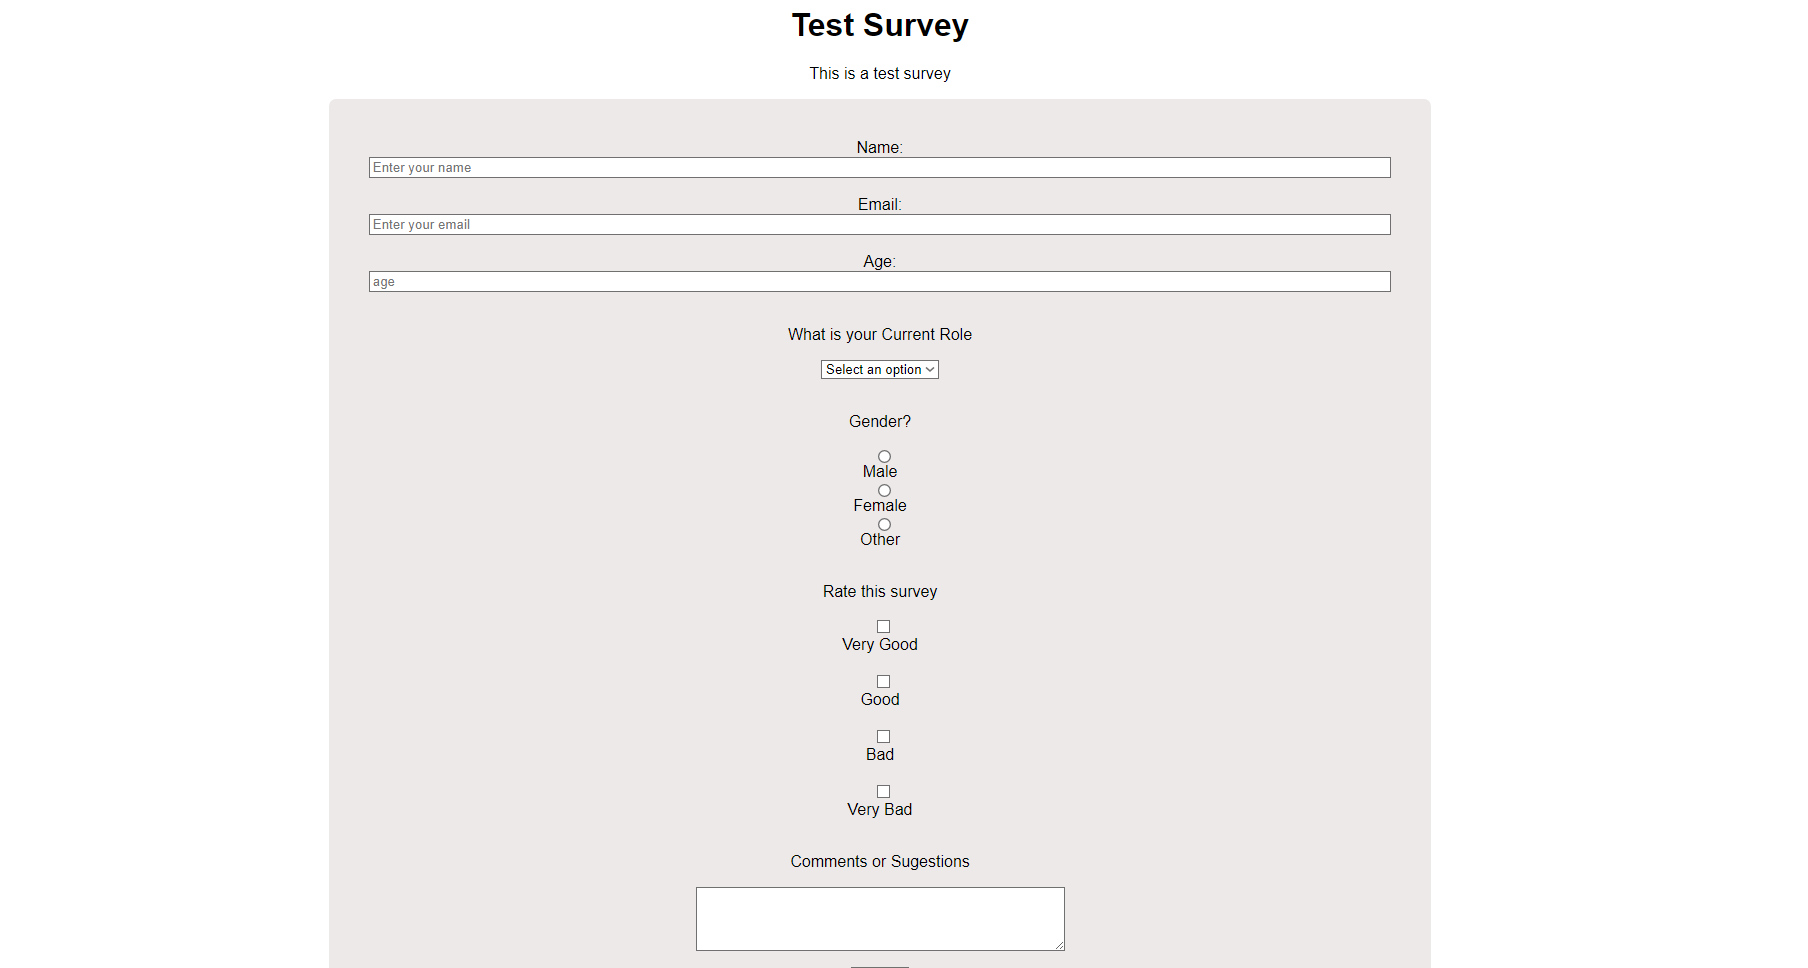 Test Survey
This is a test survey
Name:
Enter your name
Email:
Enter your email
Age:
age
What is your Current Role
Select an option
Gender?
Male
Female
Other
Rate this survey
Very Good
Good
Bad
Very Bad
Comments or Sugestions